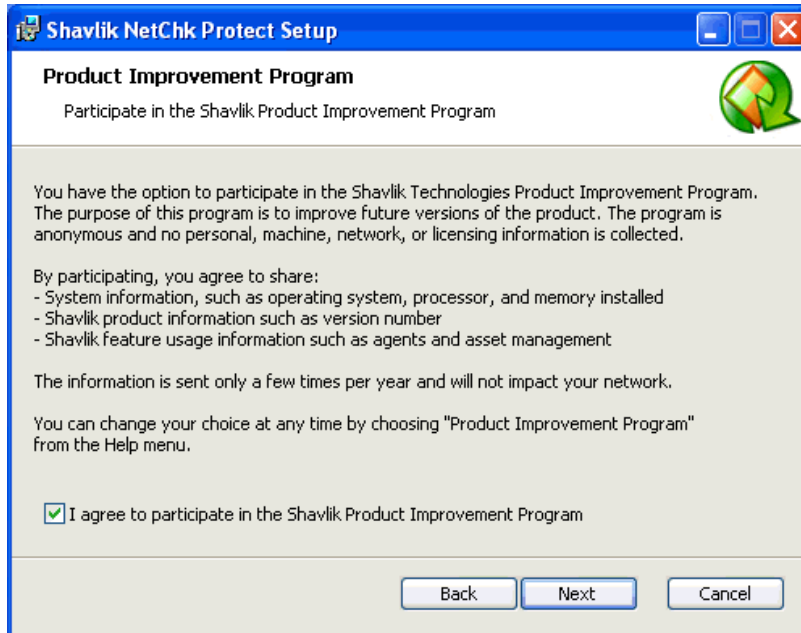 Shavlik NetChk Protect Setup
Product Improvement Program
Participate in the Shavlik Product Improvement Program
You have the option to participate in the Shavlik Technologies Product Improvement Program.
The purpose of this program is to improve future versions of the product. The program is
anonymous and no personal, machine, network, or licensing information is collected.
By participating, you agree to share:
- System information, such as operating system, processor, and memory installed
- Shavlik product information such as version number
- Shavlik feature usage information such as agents and asset management
The information is sent only a few times per year and will not impact your network.
You can change your choice at any time by choosing "Product Improvement Program"
from the Help menu.
I agree to participate in the Shavlik Product Improvement Program
Back Next Cancel